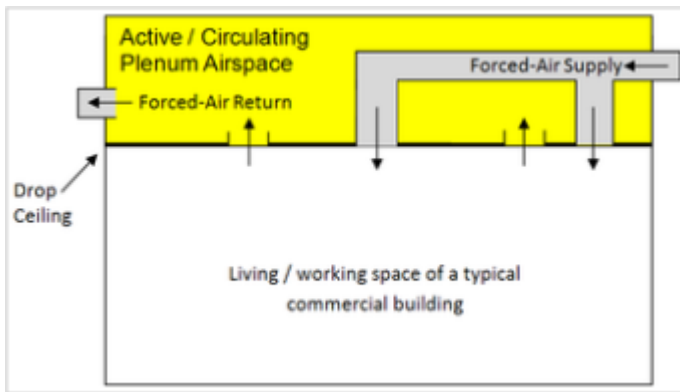 Active / Circulating
Plenum Airspace
Forced-Air Supply
Forced-Air Return
Drop
Ceiling
Living / working space of a typical
commercial building